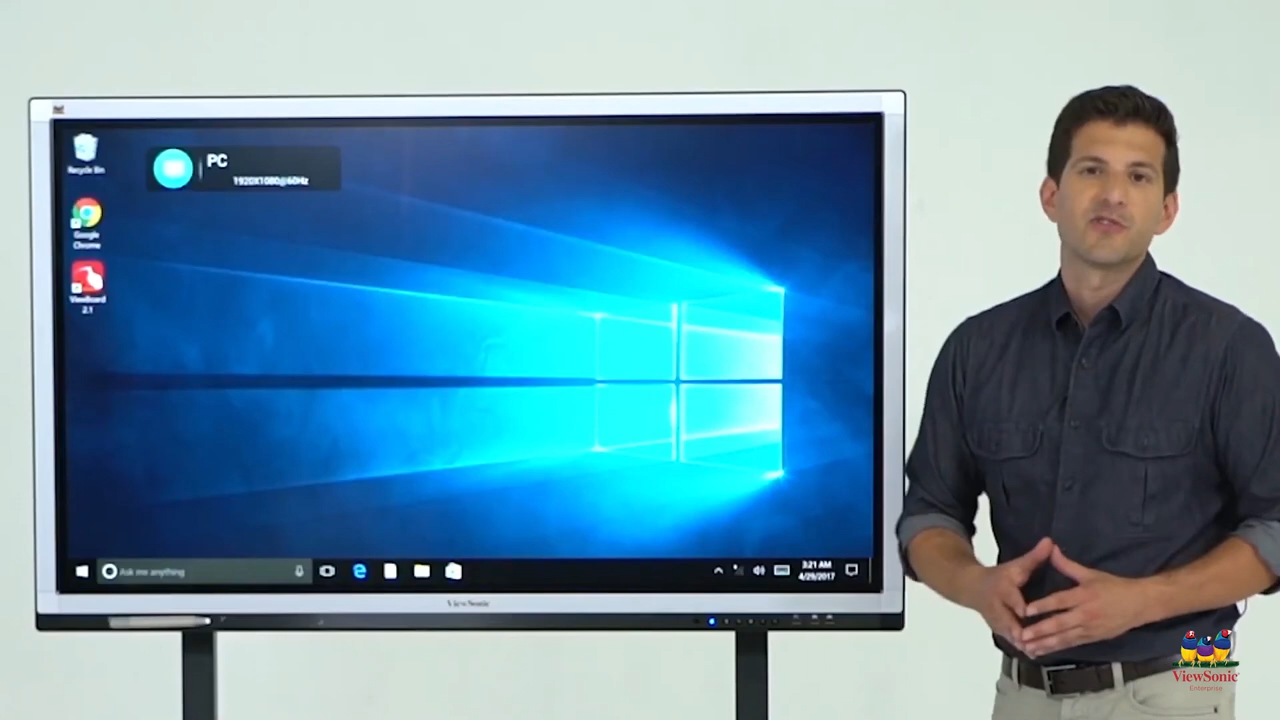 Recycle Bin
PC
1920X1080@60Hz
Google
Chrome
ViewBoard
2.1
Ask me anything
3:21 AM
4/29/2017
ViewSonic
ViewSonic
Enterprise